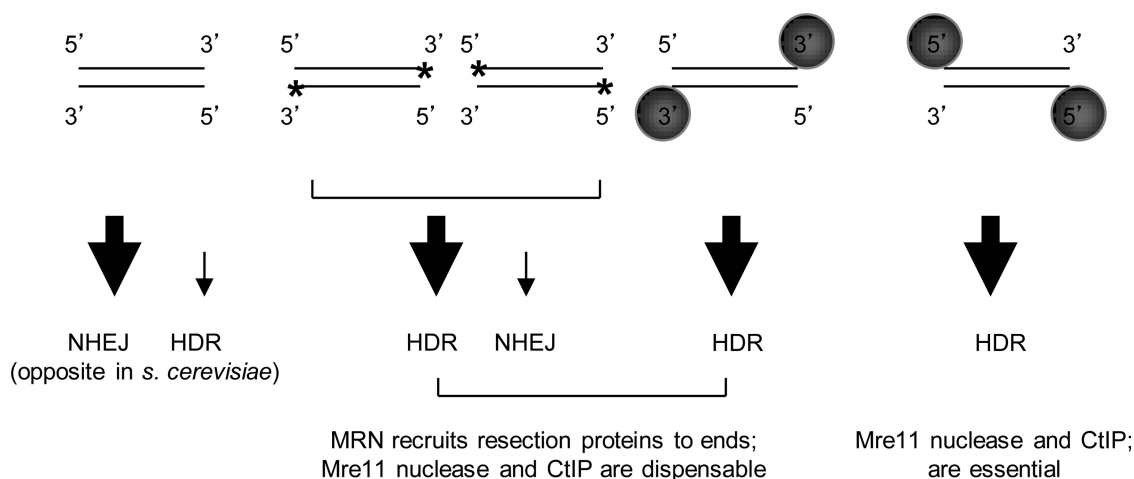 5’ 3’ 5’ 3’ 5’ 3’ 5’ 3’ 5’ 3’
* *
* *
3’ 5’ 3’ 5’ 3’ 5’ 3’ 5’ 3’ 5’
NHEJ HDR HDR NHEJ HDR HDR
(opposite in s. cerevisiae)
MRN recruits resection proteins to ends;
Mre11 nuclease and CtIP are dispensable
Mre11 nuclease and CtIP;
are essential